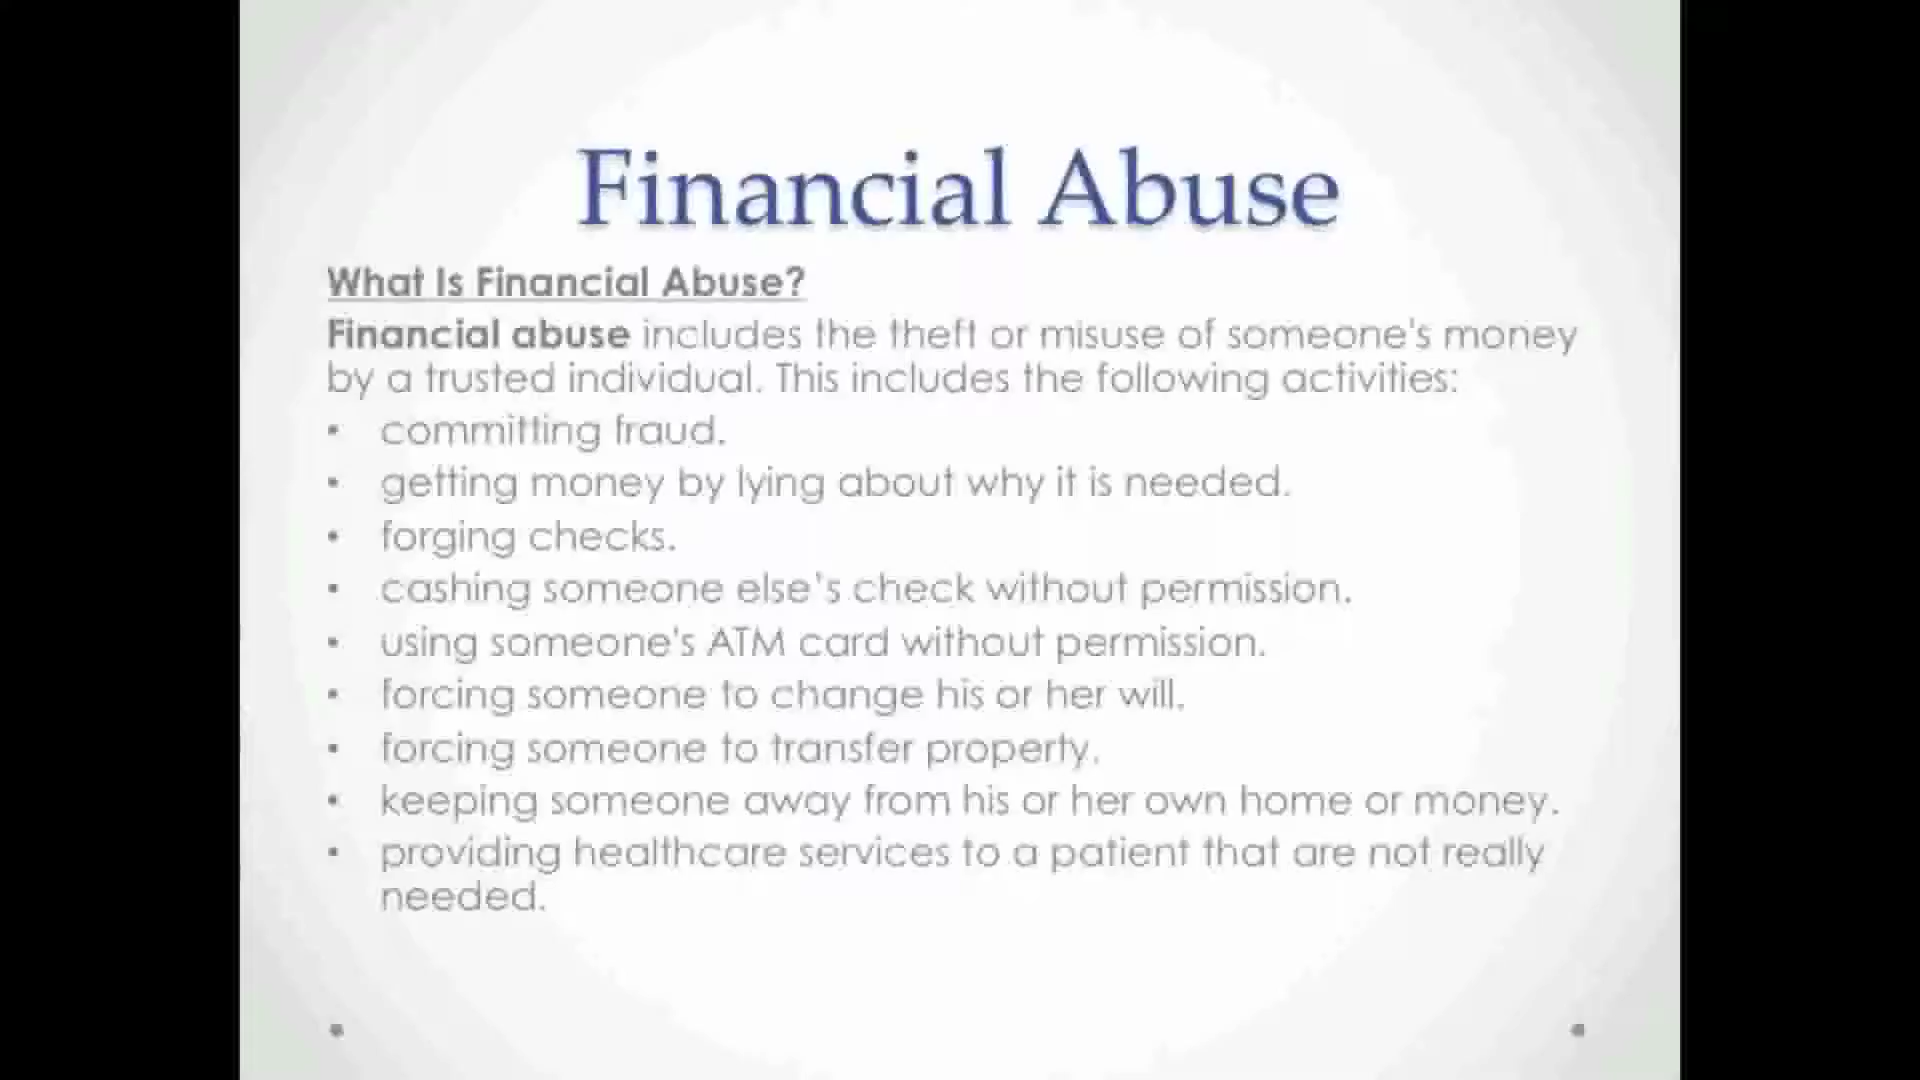 Financial Abuse
What Is Financial Abuse?
Financial abuse includes the theft or misuse of someone's money
by a trusted individual. This includes the following activities:
• committing fraud.
• getting money by lying about why it is needed.
• forging checks.
• cashing someone else's check without permission.
• using someone's ATM card without permission.
• forcing someone to change his or her will.
• forcing someone to transfer property.
• keeping someone away from his or her own home or money.
• providing healthcare services to a patient that are not really
needed.